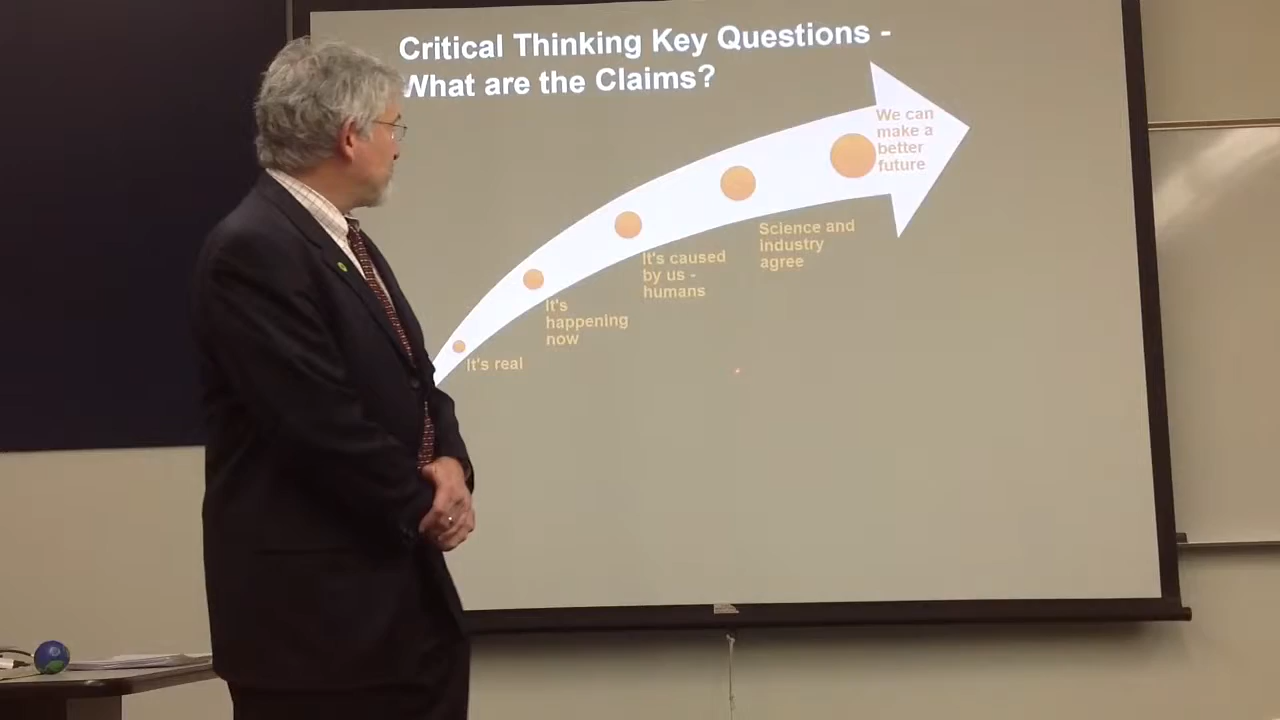 Critical Thinking Key Questions -
What are the Claims?
We can
make a
better
future
Science and
industry
agree
It's caused
by us -
humans
It's
happening
now
It's real